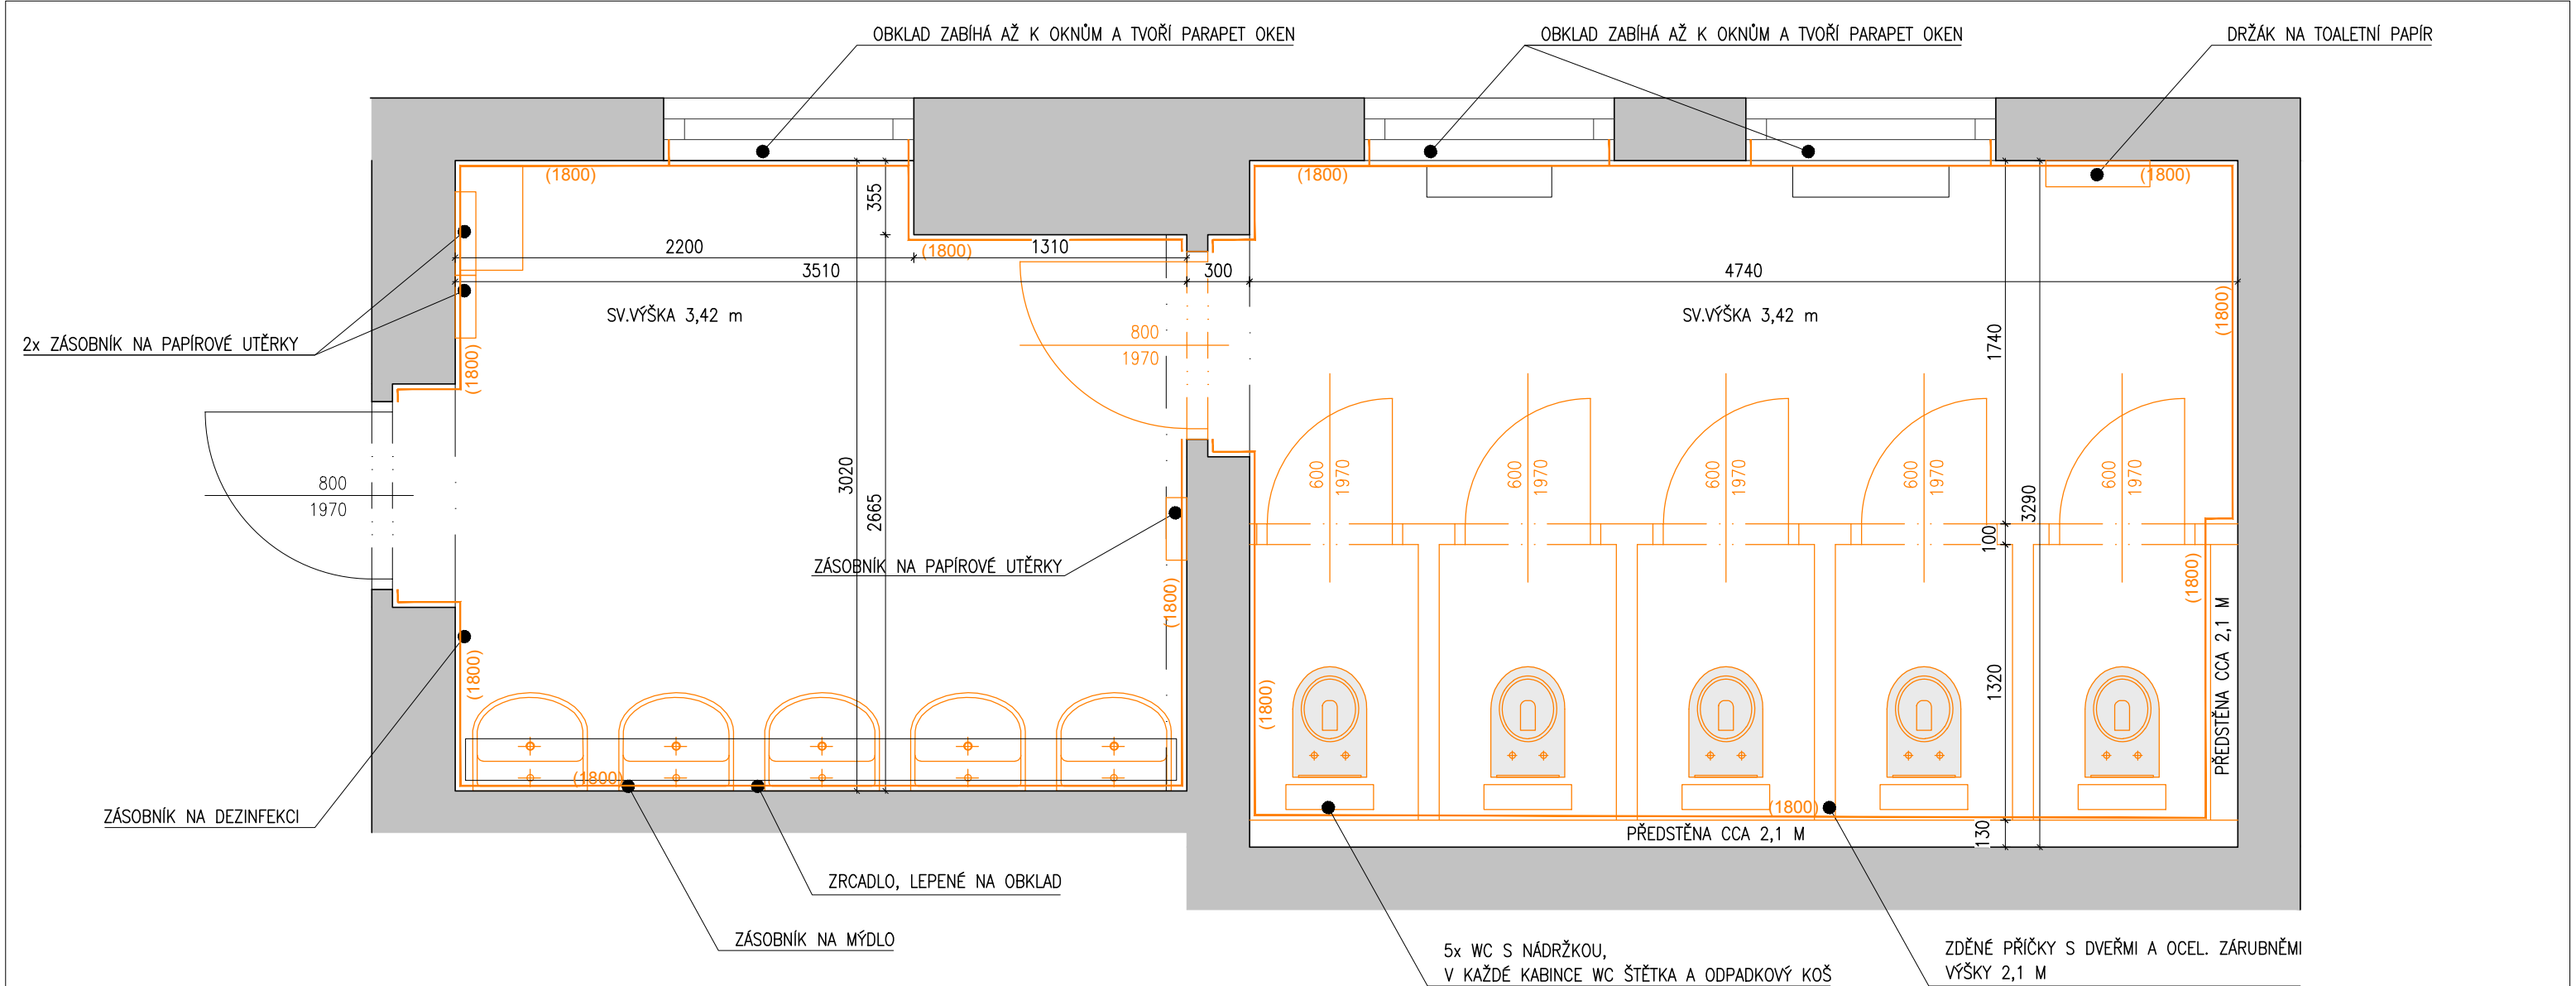 OBKLAD ZABÍHÁ AŽ K OKNŮM A TVOŘÍ PARAPET OKEN
OBKLAD ZABÍHÁ AŽ K OKNŮM A TVOŘÍ PARAPET OKEN
DRŽÁK NA TOALETNÍ PAPÍR
(1800)
(1800)
(1800)
355
2200
(1800)
1310
3510
300
4740
SV.VÝŠKA 3,42 m
SV.VÝŠKA 3,42 m
(1800)
2x ZÁSOBNÍK NA PAPÍROVÉ UTĚRKY
(1800)
800
1970
1740
800
1970
3020
2665
600
1970
600
1970
600
1970
600
1970
600
1970
3290
100
ZÁSOBNÍK NA PAPÍROVÉ UTĚRKY
(1800)
(1800)
(1800)
(1800)
1320
PŘEDSTĚNA CCA 2,1 M
(1800)
(1800)
ZÁSOBNÍK NA DEZINFEKCI
PŘEDSTĚNA CCA 2,1 M
130
ZRCADLO, LEPENÉ NA OBKLAD
ZÁSOBNÍK NA MÝDLO
5x WC S NÁDRŽKOU,
V KAŽDÉ KABINCE WC ŠTĚTKA A ODPADKOVÝ KOŠ
ZDĚNÉ PŘÍČKY S DVEŘMI A OCEL. ZÁRUBNĚMI
VÝŠKY 2,1 M